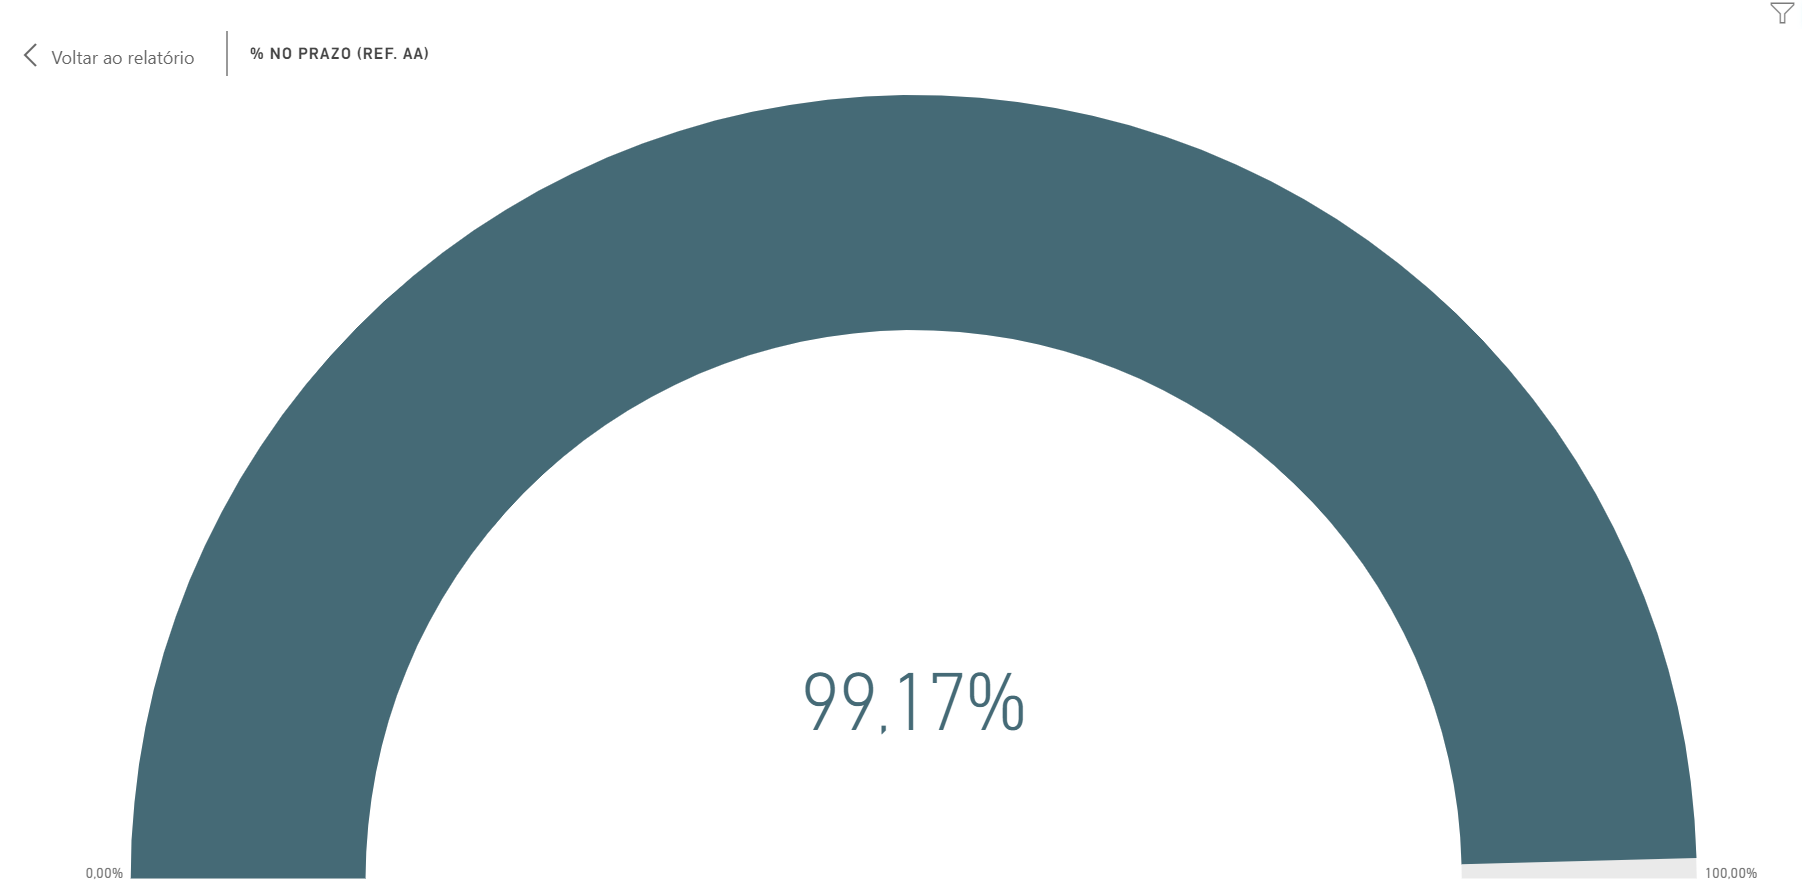 Voltar ao relatório
% NO PRAZO (REF. AA)
99,17%
0,00%
100,00%